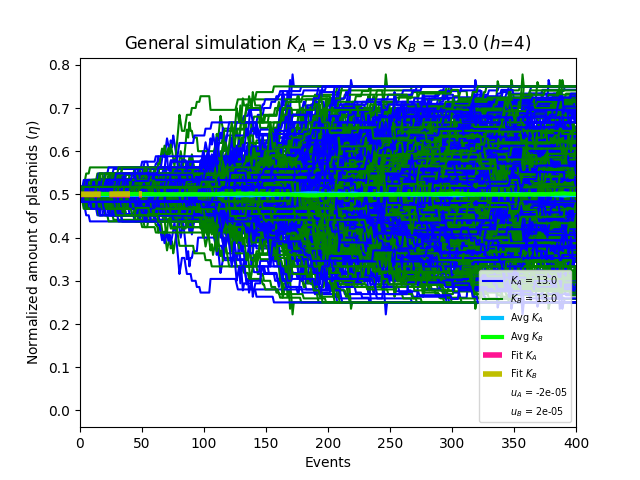 General simulation K_A = 13.0 vs K_B = 13.0 (h=4)
Normalized amount of plasmids (η)
0.8
0.7
0.6
0.5
0.4
0.3
0.2
0.1
0.0
K_A = 13.0
K_B = 13.0
Avg K_A
Avg K_B
Fit K_A
Fit K_B
u_A = -2e-05
u_B = 2e-05
0 50 100 150 200 250 300 350 400
Events